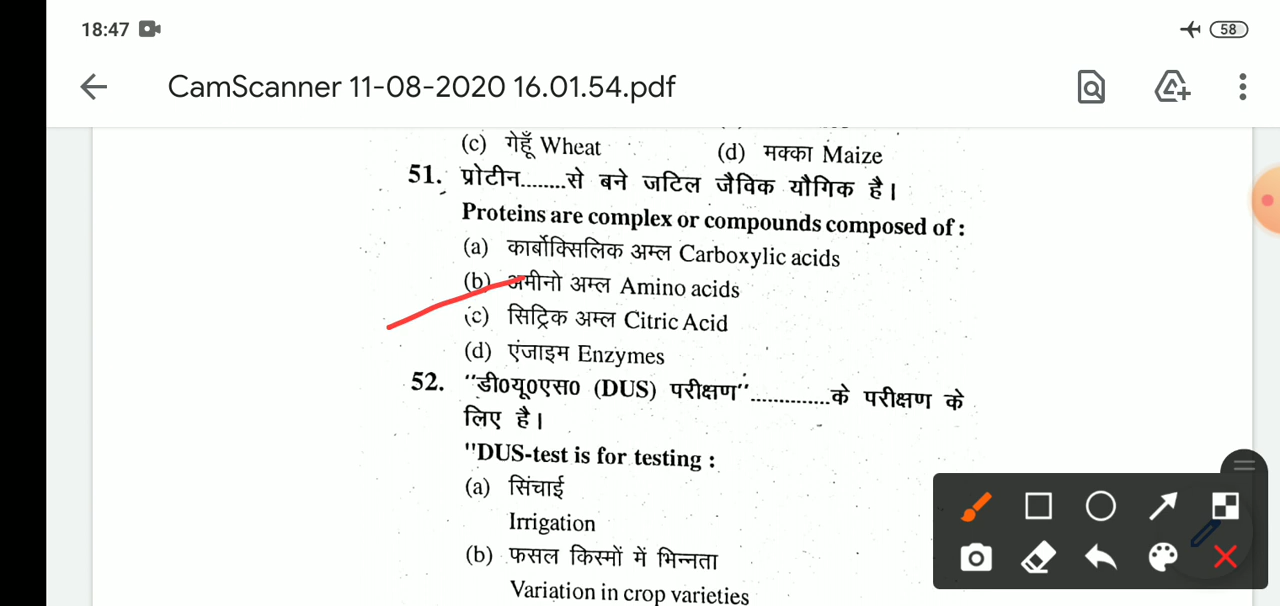 18:47
58
CamScanner 11-08-2020 16.01.54.pdf
(c) गेहूँ Wheat (d) मक्का Maize
51. प्रोटीन........से बने जटिल जैविक यौगिक है।
Proteins are complex or compounds composed of :
(a) कार्बोक्सिलिक अम्ल Carboxylic acids
(b) अमीनो अम्ल Amino acids
(c) सिट्रिक अम्ल Citric Acid
(d) एंजाइम Enzymes
52. "डी०यू०एस० (DUS) परीक्षण".............के परीक्षण के
लिए है।
"DUS-test is for testing :
(a) सिंचाई
Irrigation
(b) फसल किस्मों में भिन्नता
Variation in crop varieties